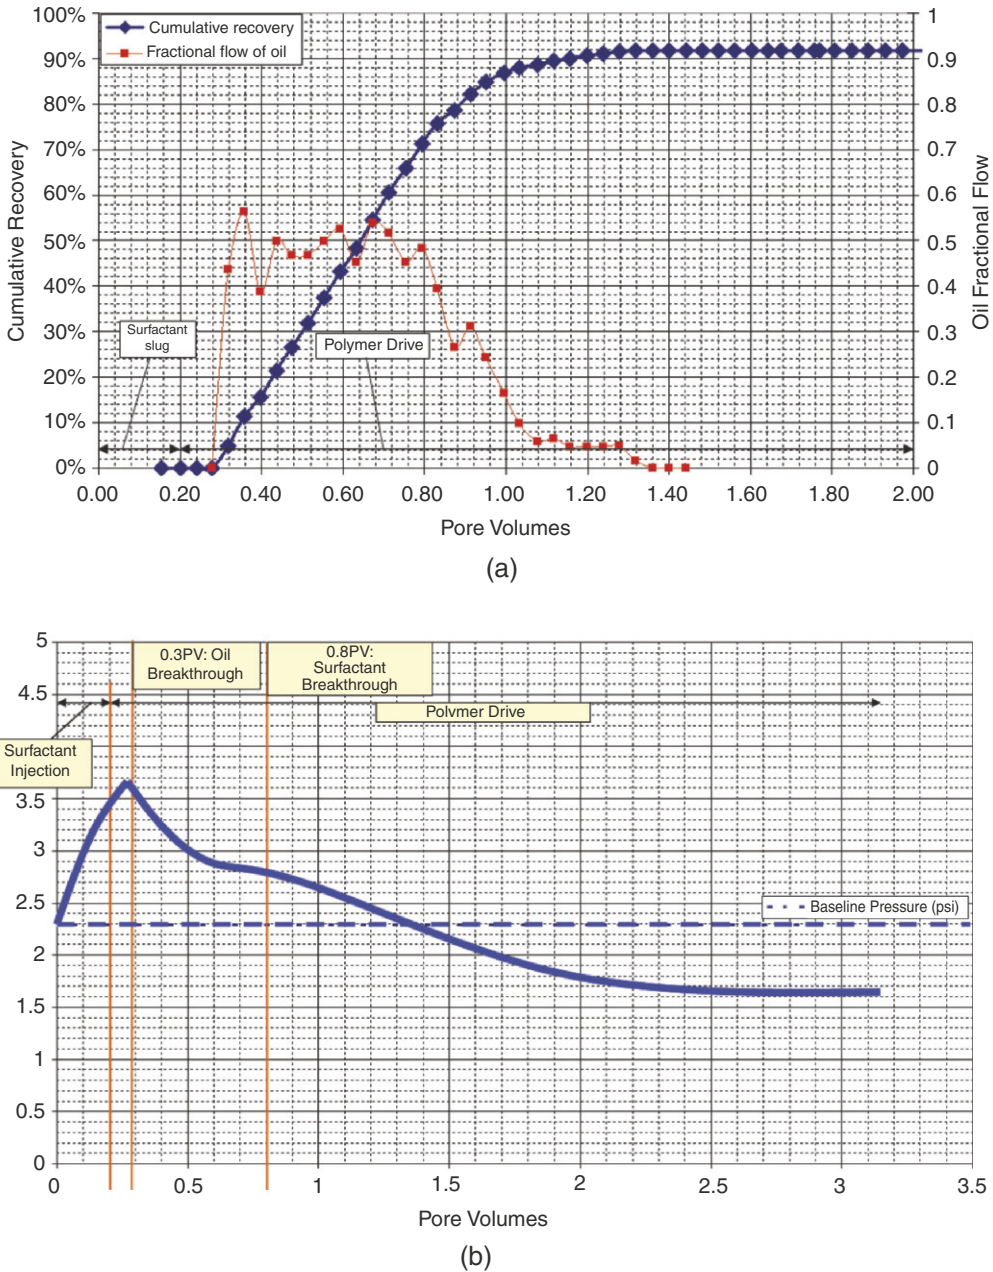 100%
90%
80%
70%
60%
50%
40%
30%
20%
10%
0%
Cumulative Recovery
Cumulative recovery
Fractional flow of oil
Surfactant
slug
Polymer Drive
1
0.9
0.8
0.7
0.6
0.5
0.4
0.3
0.2
0.1
0
Oil Fractional Flow
0.00 0.20 0.40 0.60 0.80 1.00 1.20 1.40 1.60 1.80 2.00
Pore Volumes
(a)
5
4.5
3.5
3
2.5
2
1.5
1
0.5
0
0.3PV: Oil
Breakthrough
0.8PV:
Surfactant
Breakthrough
Polymer Drive
Surfactant
Injection
Baseline Pressure (psi)
0 0.5 1 1.5 2 2.5 3 3.5
Pore Volumes
(b)